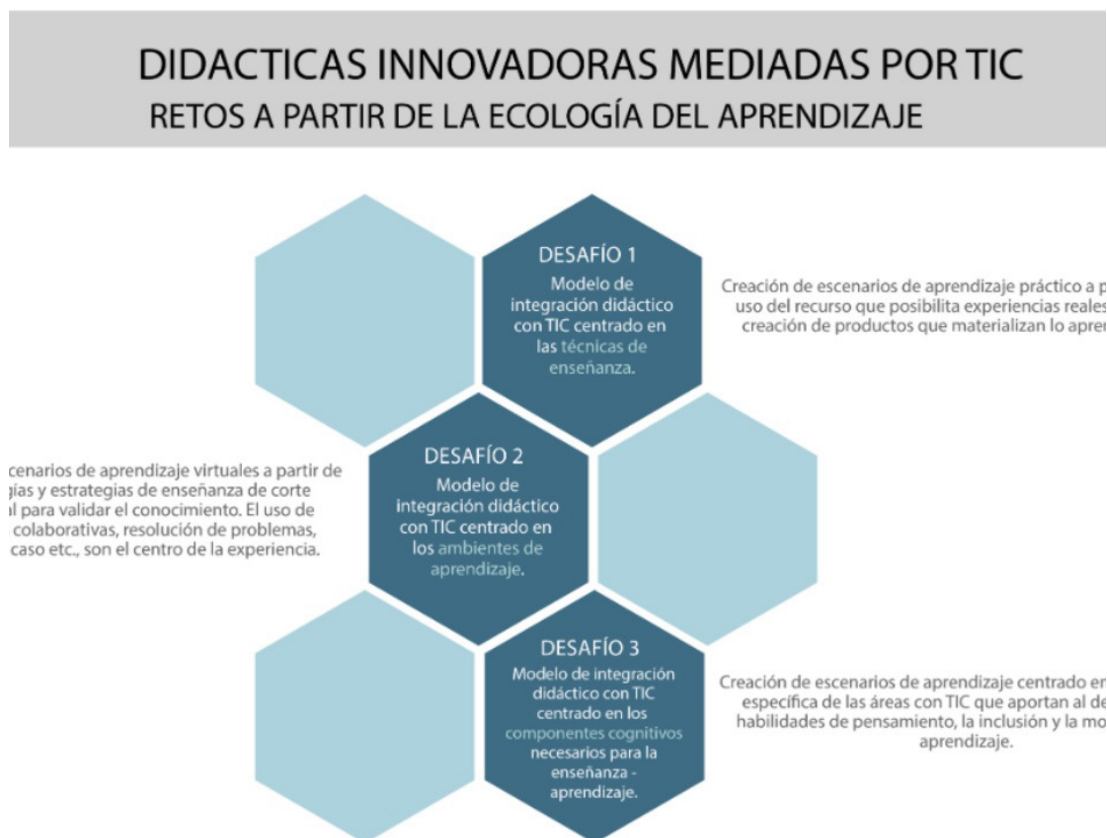 DIDACTICAS INNOVADORAS MEDIADAS POR TIC
RETOS A PARTIR DE LA ECOLOGÍA DEL APRENDIZAJE
DESAFÍO 1
Modelo de
integración didáctico
con TIC centrado en
las técnicas de
enseñanza.
Creación de escenarios de aprendizaje práctico a
uso del recurso que posibilita experiencias reales
creación de productos que materializan lo
DESAFÍO 2
Modelo de
integración didáctico
con TIC centrado en
los ambientes de
aprendizaje.
de aprendizaje virtuales a partir de
y estrategias de enseñanza de corte
para validar el conocimiento. El uso de
colaborativas, resolución de problemas,
caso etc., son el centro de la experiencia.
DESAFÍO 3
Modelo de integración
didáctico con TIC
centrado en los
componentes cognitivos
necesarios para la
enseñanza -
aprendizaje.
Creación de escenarios de aprendizaje centrado en
específica de las áreas con TIC que aportan al
habilidades de pensamiento, la inclusión y la
aprendizaje.